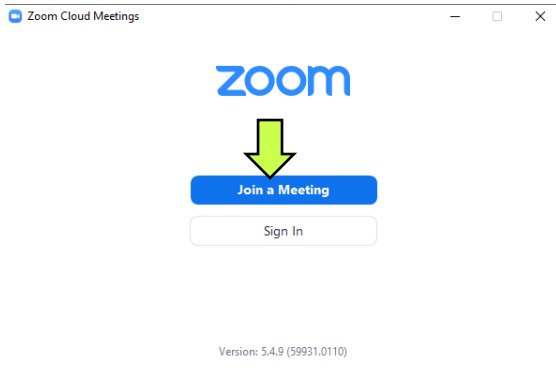 Zoom Cloud Meetings
zoom
Join a Meeting
Sign In
Version: 5.4.9 (59931.0110)